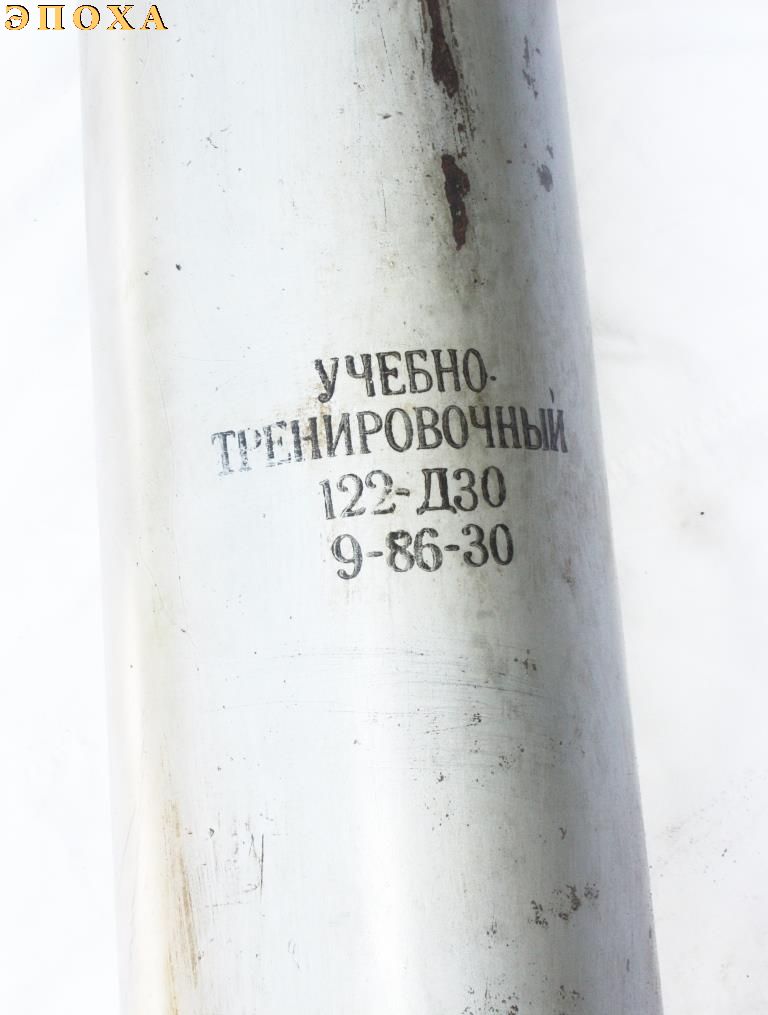 ЭПОХА
УЧЕБНО-
ТРЕНИРОВОЧНЫЙ
122-Д30
9-86-30